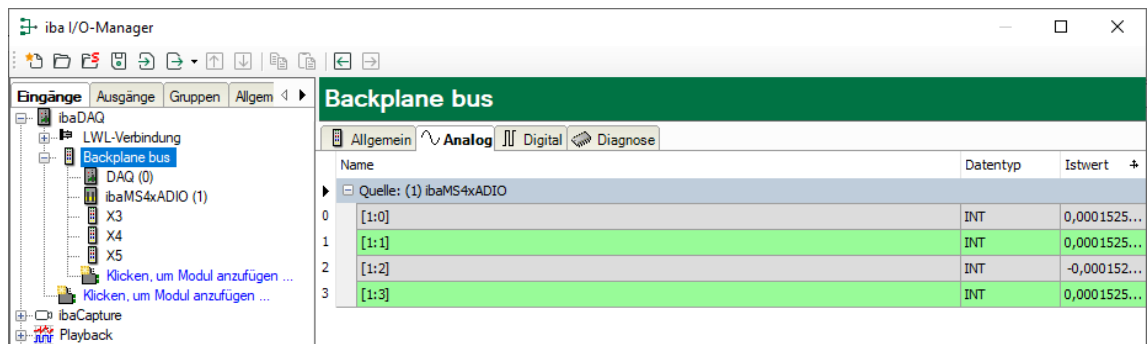 iba I/O-Manager
Eingänge Ausgänge Gruppen Allgem
ibaDAQ
LWL-Verbindung
Backplane bus
DAQ (0)
ibaMS4xADIO (1)
X3
X4
X5
Klicken, um Modul anzufügen ...
Klicken, um Modul anzufügen ...
ibaCapture
Playback
Backplane bus
Allgemein Analog Digital Diagnose
Name Datentyp Istwert
Quelle: (1) ibaMS4xADIO
0 [1:0] INT 0,0001525...
1 [1:1] INT 0,0001525...
2 [1:2] INT -0,000152...
3 [1:3] INT 0,0001525...